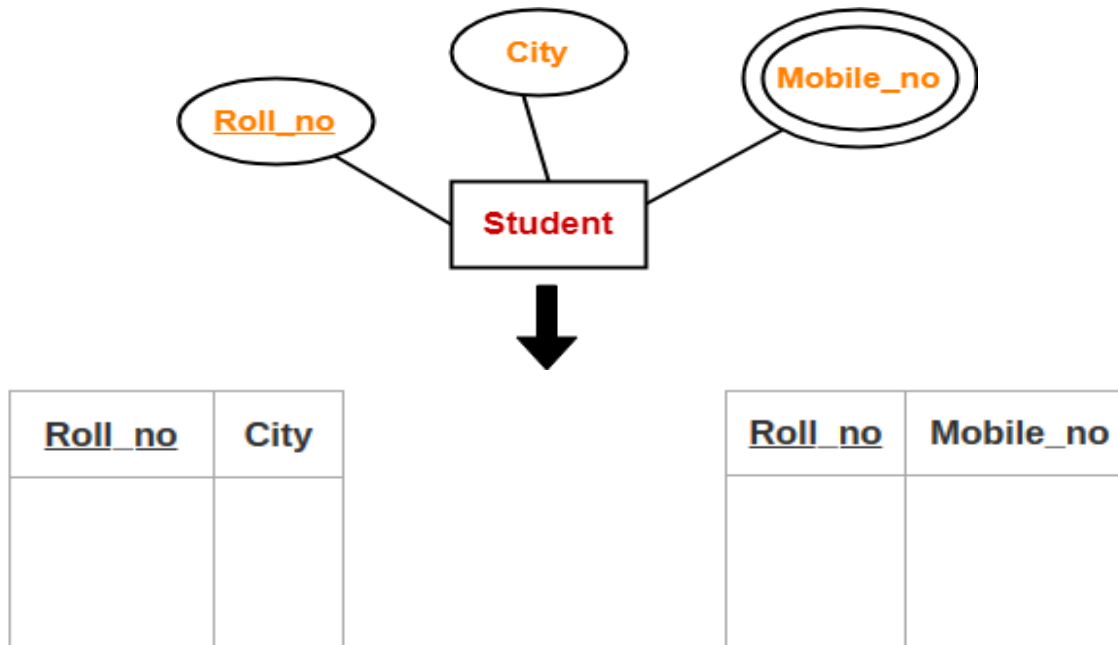 City
Mobile_no
Roll_no
Student
Roll_no City
Roll_no Mobile_no